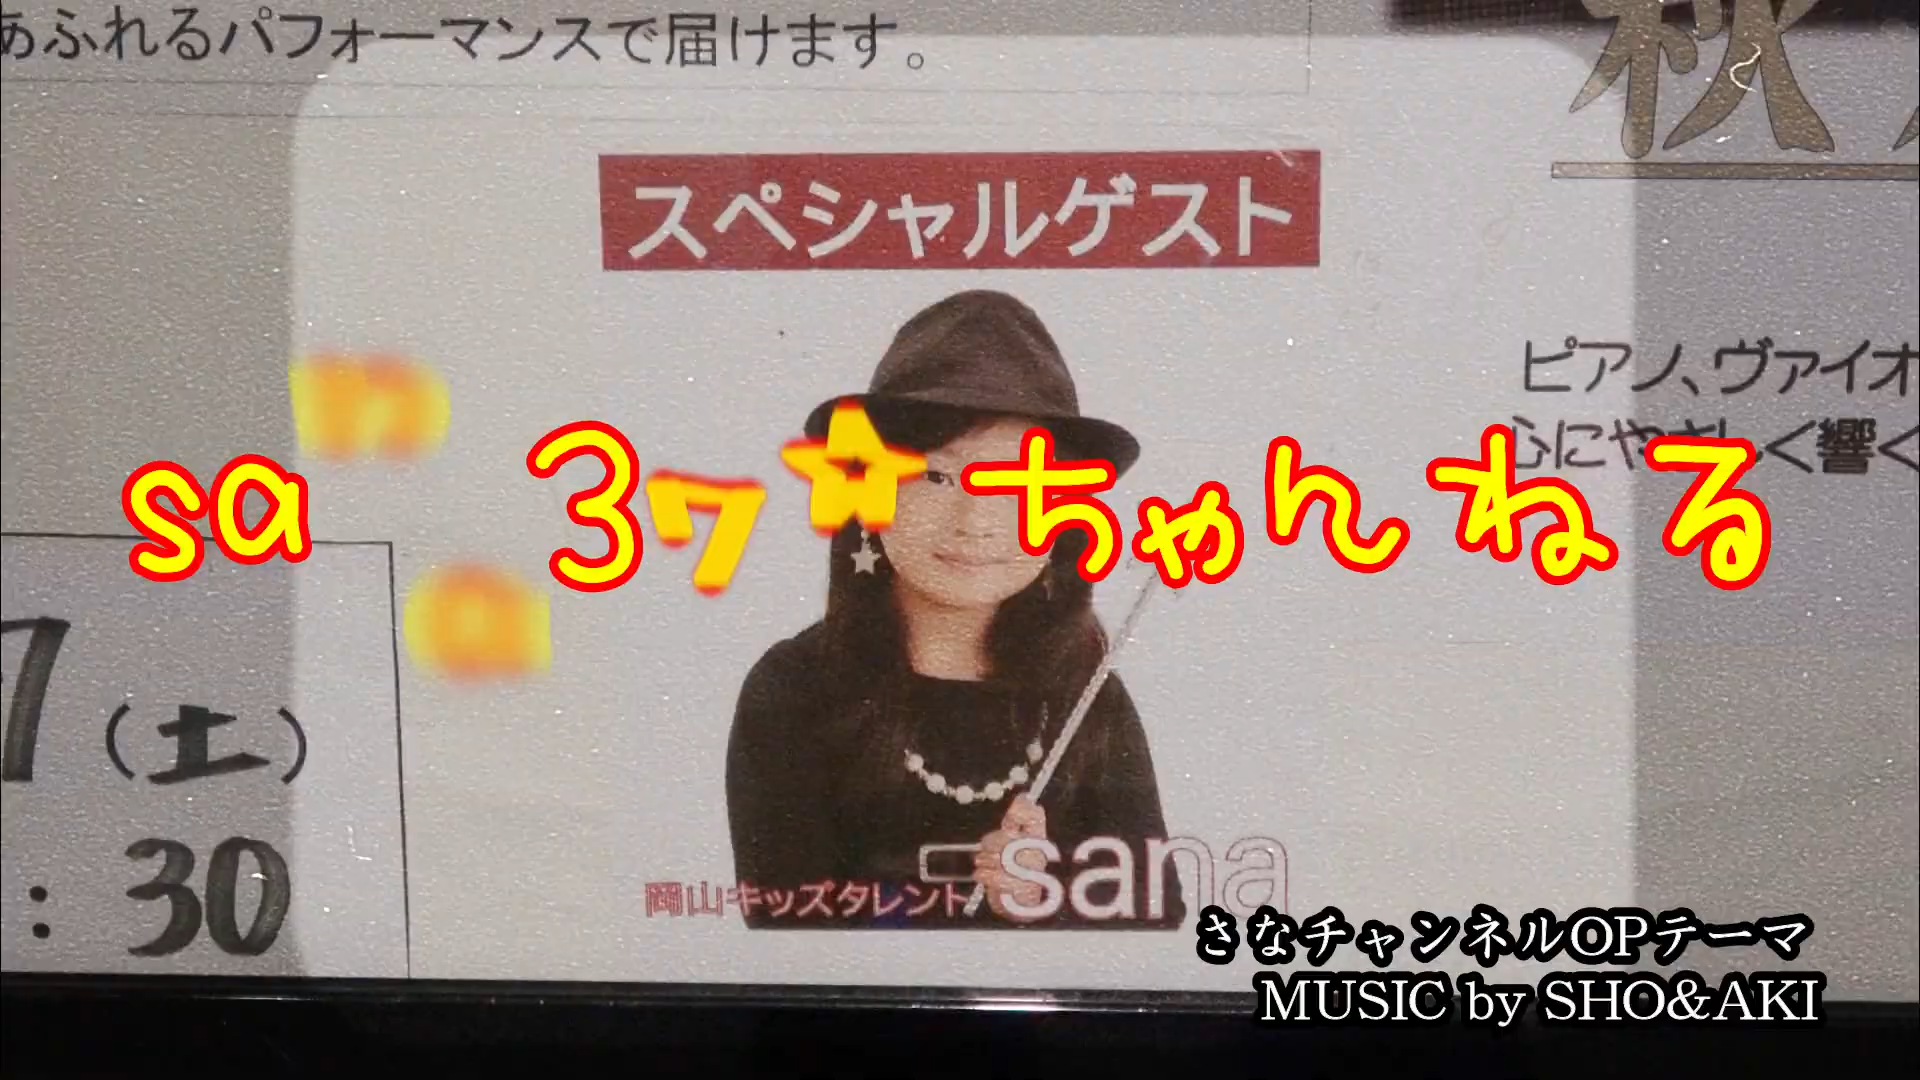 あふれるパフォーマンスで届けます。
秋
スペシャルゲスト
ピアノ、ヴァイオ
心にやさしく響く
sa 37☆ちゃんねる
7(土)
:30
岡山キッズタレント
sana
さなチャンネルOPテーマ
MUSIC by SHO&AKI